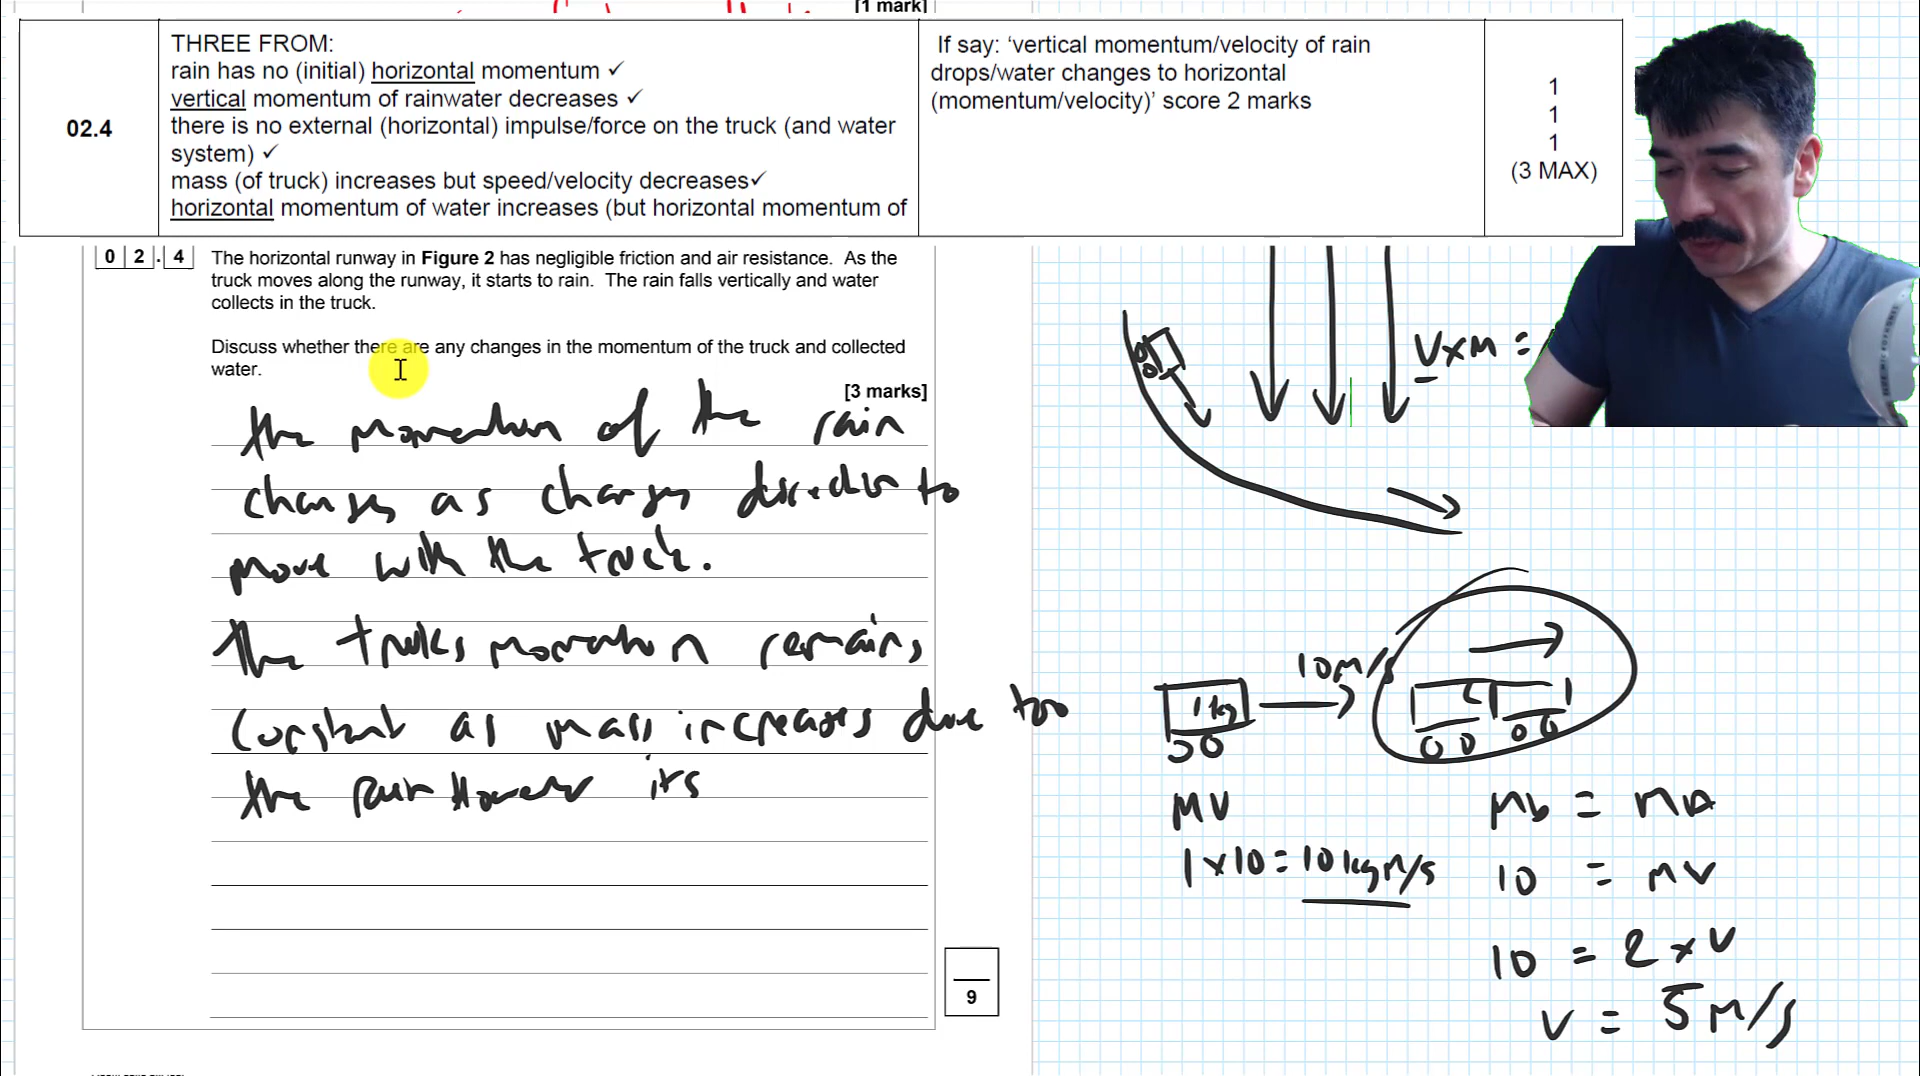 [1 mark]
THREE FROM:
rain has no (initial) horizontal momentum ✓
vertical momentum of rainwater decreases ✓
there is no external (horizontal) impulse/force on the truck (and water
system) ✓
mass (of truck) increases but speed/velocity decreases✓
horizontal momentum of water increases (but horizontal momentum of
02.4
If say: ‘vertical momentum/velocity of rain
drops/water changes to horizontal
(momentum/velocity)’ score 2 marks
1
1
1
(3 MAX)
0 2 . 4
The horizontal runway in Figure 2 has negligible friction and air resistance. As the
truck moves along the runway, it starts to rain. The rain falls vertically and water
collects in the truck.
Discuss whether there are any changes in the momentum of the truck and collected
water.
[3 marks]
the momentum of the rain
changes as changes direction to
move with the truck.
the truks momentum remains
constant as mass increases due too
the rain However its
9
V x M =
1kg
10 M/s
MV
1 x 10 = 10 kg M/s
Mb = MA
10 = MV
10 = 2 x V
V = 5 M/s